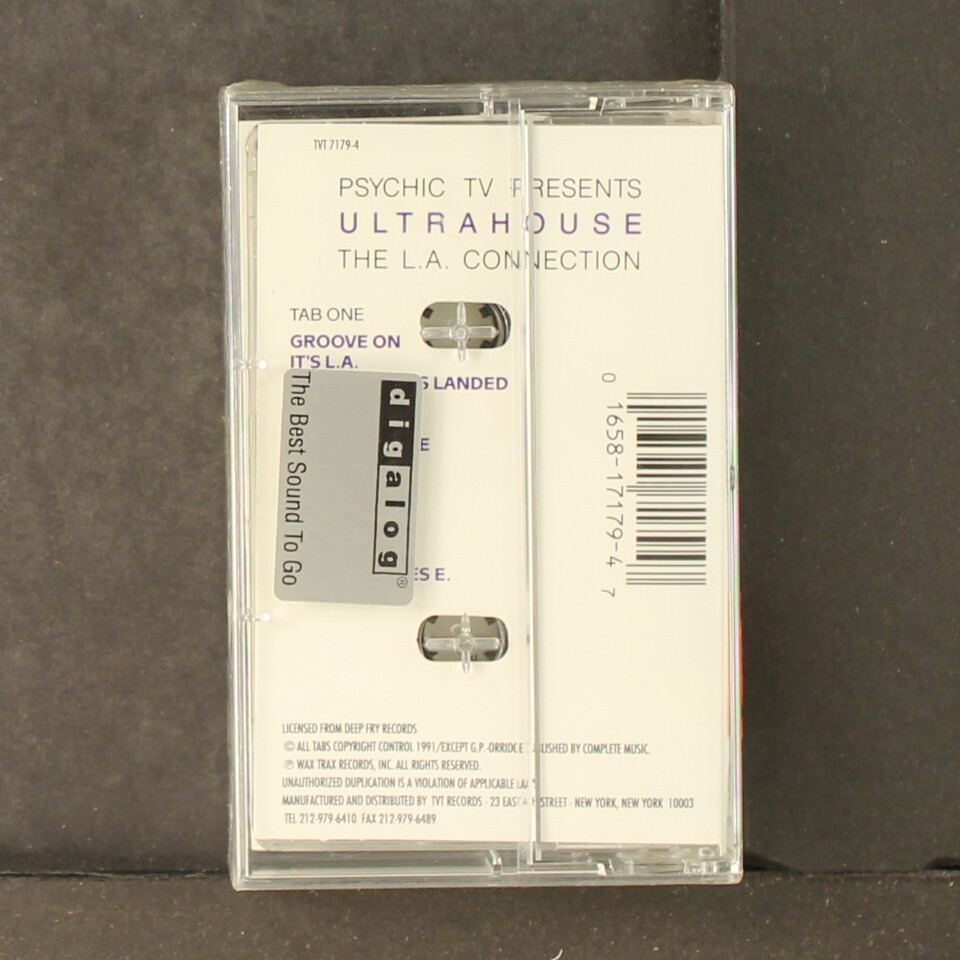 TVT 7179-4
PSYCHIC TV PRESENTS
ULTRAHOUSE
THE L.A. CONNECTION
TAB ONE
GROOVE ON
IT'S L.A.
LANDED
E.
digalog®
The Best Sound To Go
0 1658-17179-4 7
LICENSED FROM DEEP FRY RECORDS
© ALL TABS COPYRIGHT CONTROL 1991/EXCEPT G.P.-ORRIDGE PUBLISHED BY COMPLETE MUSIC.
℗ WAX TRAX RECORDS, INC. ALL RIGHTS RESERVED.
UNAUTHORIZED DUPLICATION IS A VIOLATION OF APPLICABLE LAWS
MANUFACTURED AND DISTRIBUTED BY TVT RECORDS · 23 EAST STREET · NEW YORK, NEW YORK 10003
TEL 212-979-6410 FAX 212-979-6489